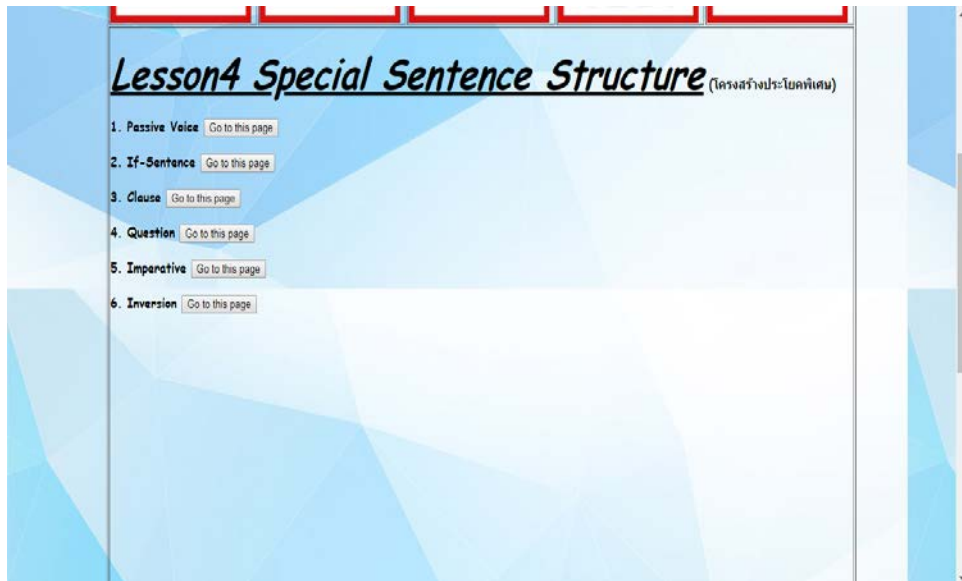 Lesson4 Special Sentence Structure (โครงสร้างประโยคพิเศษ)
1. Passive Voice Go to this page
2. If-Sentence Go to this page
3. Clause Go to this page
4. Question Go to this page
5. Imperative Go to this page
6. Inversion Go to this page